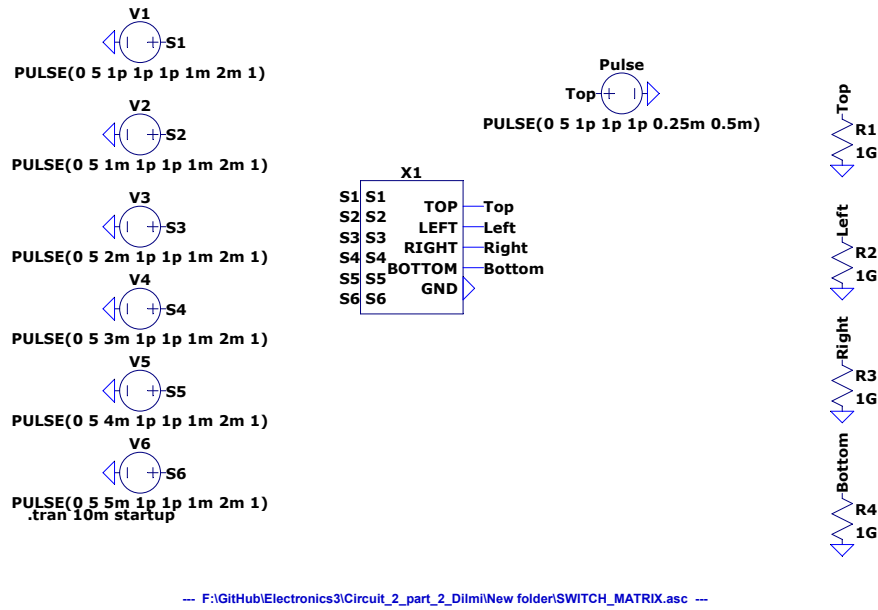 V1
S1
PULSE(0 5 1p 1p 1p 1m 2m 1)
V2
S2
PULSE(0 5 1m 1p 1p 1m 2m 1)
V3
S3
PULSE(0 5 2m 1p 1p 1m 2m 1)
V4
S4
PULSE(0 5 3m 1p 1p 1m 2m 1)
V5
S5
PULSE(0 5 4m 1p 1p 1m 2m 1)
V6
S6
PULSE(0 5 5m 1p 1p 1m 2m 1)
.tran 10m startup
X1
S1 S1
S2 S2
S3 S3
S4 S4
S5 S5
S6 S6
TOP Top
LEFT Left
RIGHT Right
BOTTOM Bottom
GND
Pulse
Top
PULSE(0 5 1p 1p 1p 0.25m 0.5m)
Top
R1
1G
Left
R2
1G
Right
R3
1G
Bottom
R4
1G
--- F:\GitHub\Electronics3\Circuit_2_part_2_Dilmi\New folder\SWITCH_MATRIX.asc ---